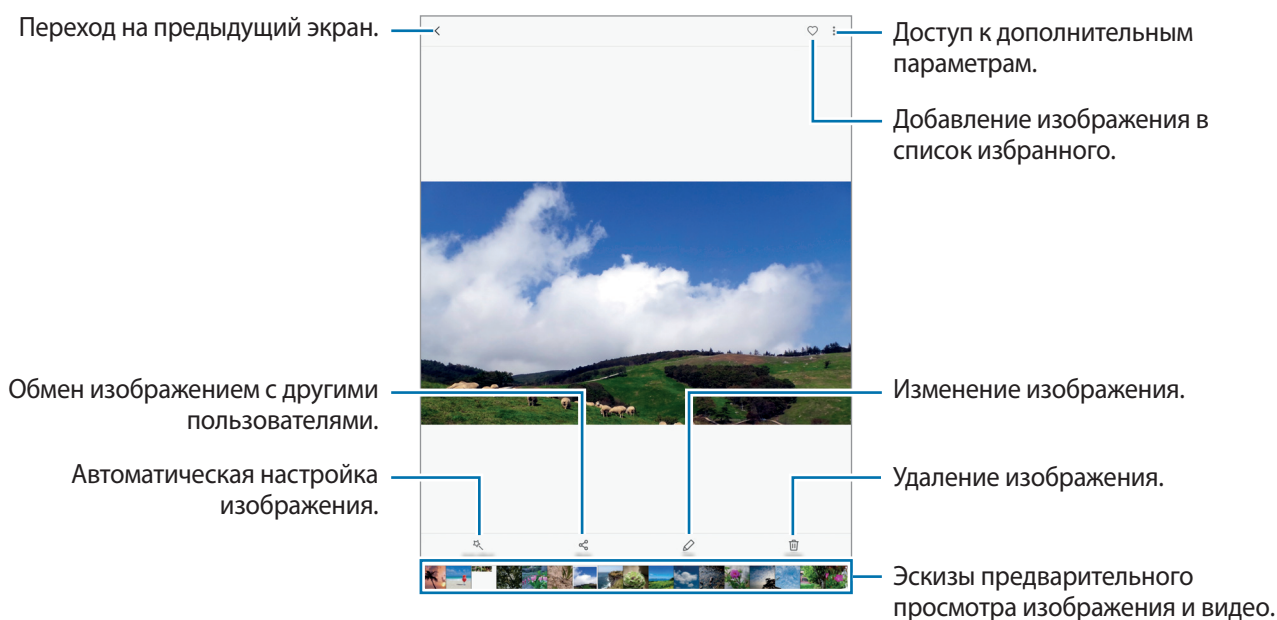 Переход на предыдущий экран.
Доступ к дополнительным
параметрам.
Добавление изображения в
список избранного.
Обмен изображением с другими
пользователями.
Изменение изображения.
Автоматическая настройка
изображения.
Удаление изображения.
Эскизы предварительного
просмотра изображения и видео.